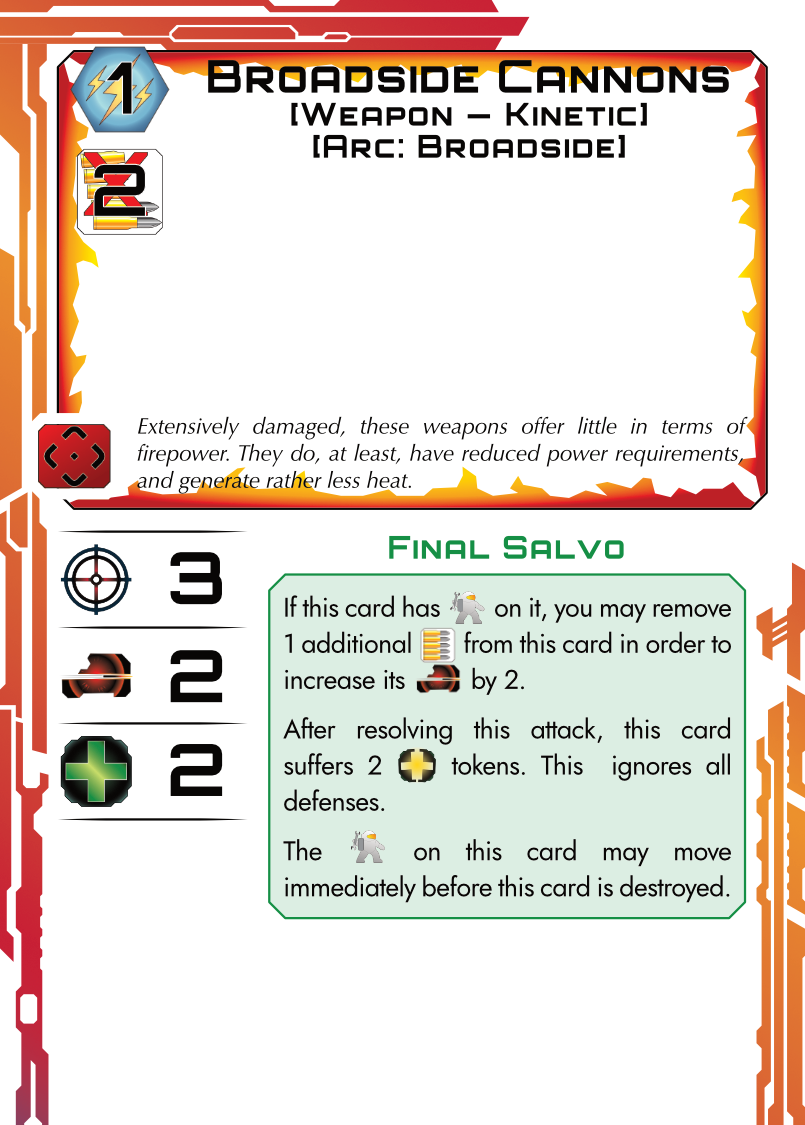 1
Broadside Cannons
[Weapon – Kinetic]
[Arc: Broadside]
2
Extensively damaged, these weapons offer little in terms of
firepower. They do, at least, have reduced power requirements,
and generate rather less heat.
3
2
2
Final Salvo
If this card has on it, you may remove
1 additional from this card in order to
increase its by 2.
After resolving this attack, this card
suffers 2 tokens. This ignores all
defenses.
The on this card may move
immediately before this card is destroyed.